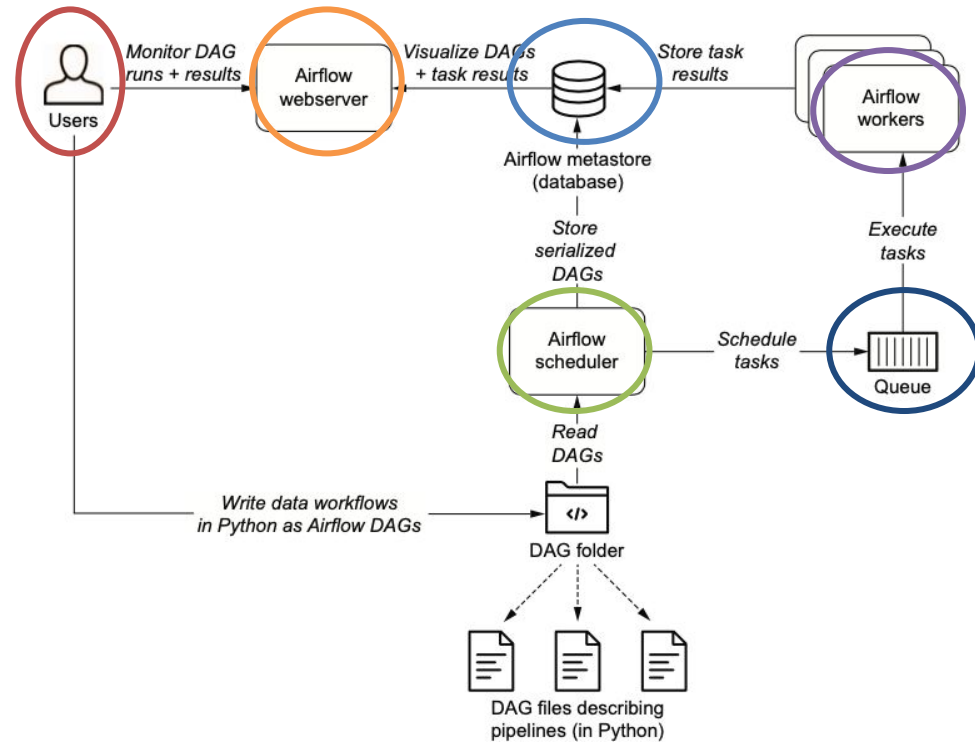 Monitor DAG
runs + results
Visualize DAGs
+ task results
Store task
results
Users
Airflow
webserver
Airflow
workers
Airflow metastore
(database)
Store
serialized
DAGs
Execute
tasks
Airflow
scheduler
Schedule
tasks
Queue
Read
DAGs
Write data workflows
in Python as Airflow DAGs
</>
DAG folder
DAG files describing
pipelines (in Python)